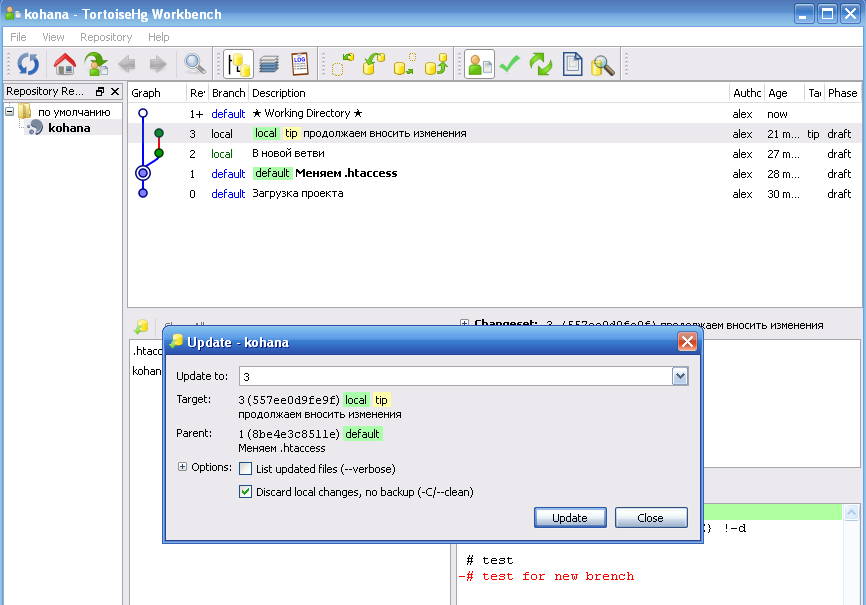 kohana - TortoiseHg Workbench
File View Repository Help
LOG
Repository Re...
по умолчанию
kohana
Graph Re Branch Description Autho Age Ta Phase
1+ default ★ Working Directory ★ alex now
3 local local tip продолжаем вносить изменения alex 21 m... tip draft
2 local В новой ветви alex 27 m... draft
1 default default Меняем .htaccess alex 28 m... draft
0 default Загрузка проекта alex 30 m... draft
Changeset: 3 (557ee0d9fe9f) продолжаем вносить изменения
.htacc
kohan
Update - kohana
Update to: 3
Target: 3 (557ee0d9fe9f) local tip
продолжаем вносить изменения
Parent: 1 (8be4e3c8511e) default
Меняем .htaccess
Options: List updated files (--verbose)
Discard local changes, no backup (-C/--clean)
Update Close
} !-d
# test
-# test for new brench